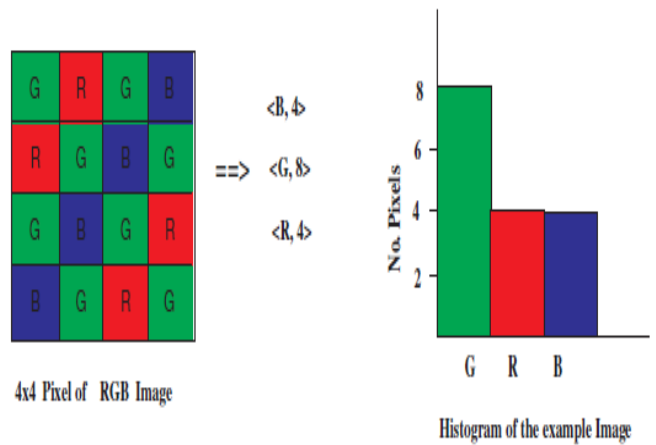 G R G B
R G B G
G B G R
B G R G
4x4 Pixel of RGB Image
==>
<B, 4>
<G, 8>
<R, 4>
No. Pixels
8
6
4
2
G R B
Histogram of the example Image